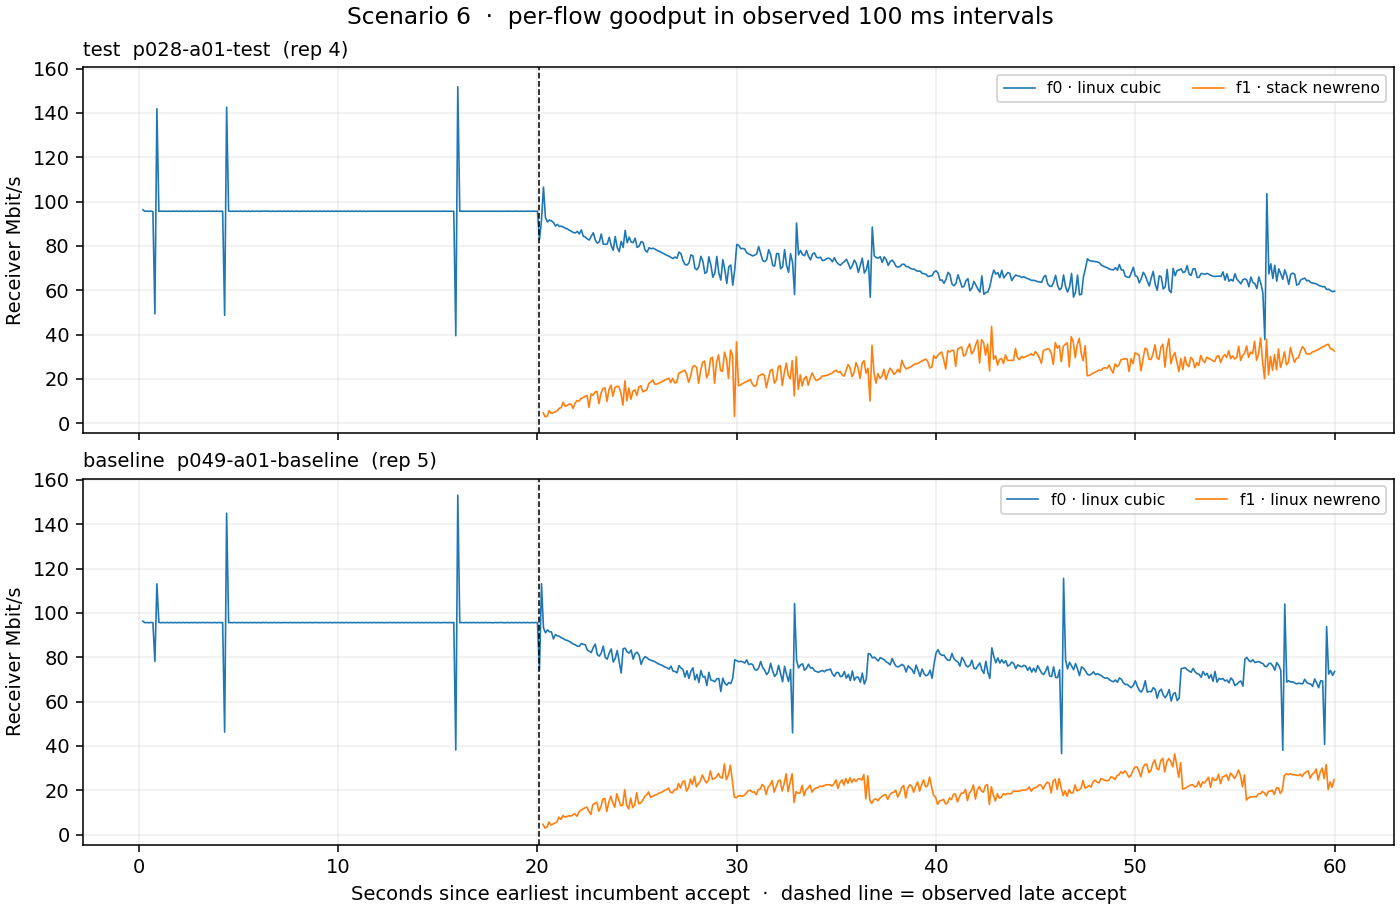 Scenario 6 · per-flow goodput in observed 100 ms intervals
test p028-a01-test (rep 4)
f0 · linux cubic f1 · stack newreno
Receiver Mbit/s
160
140
120
100
80
60
40
20
0
baseline p049-a01-baseline (rep 5)
f0 · linux cubic f1 · linux newreno
Receiver Mbit/s
160
140
120
100
80
60
40
20
0
0 10 20 30 40 50 60
Seconds since earliest incumbent accept · dashed line = observed late accept